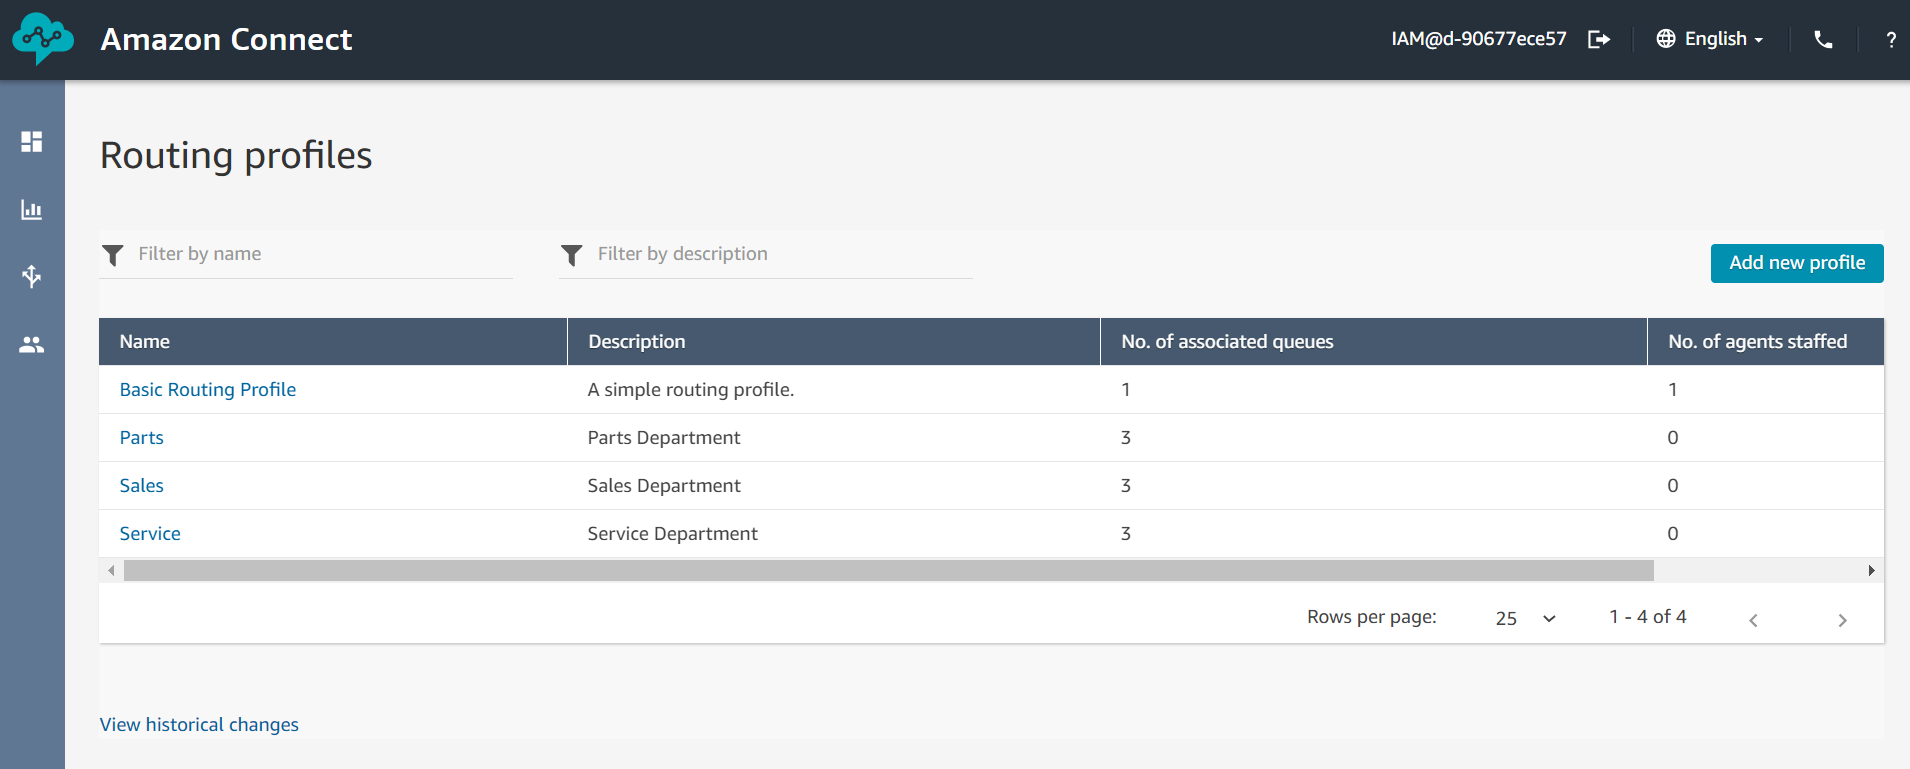 Amazon Connect
IAM@d-90677ece57
English
?
Routing profiles
Filter by name
Filter by description
Add new profile
Name Description No. of associated queues No. of agents staffed
Basic Routing Profile A simple routing profile. 1 1
Parts Parts Department 3 0
Sales Sales Department 3 0
Service Service Department 3 0
Rows per page: 25 1 - 4 of 4
View historical changes